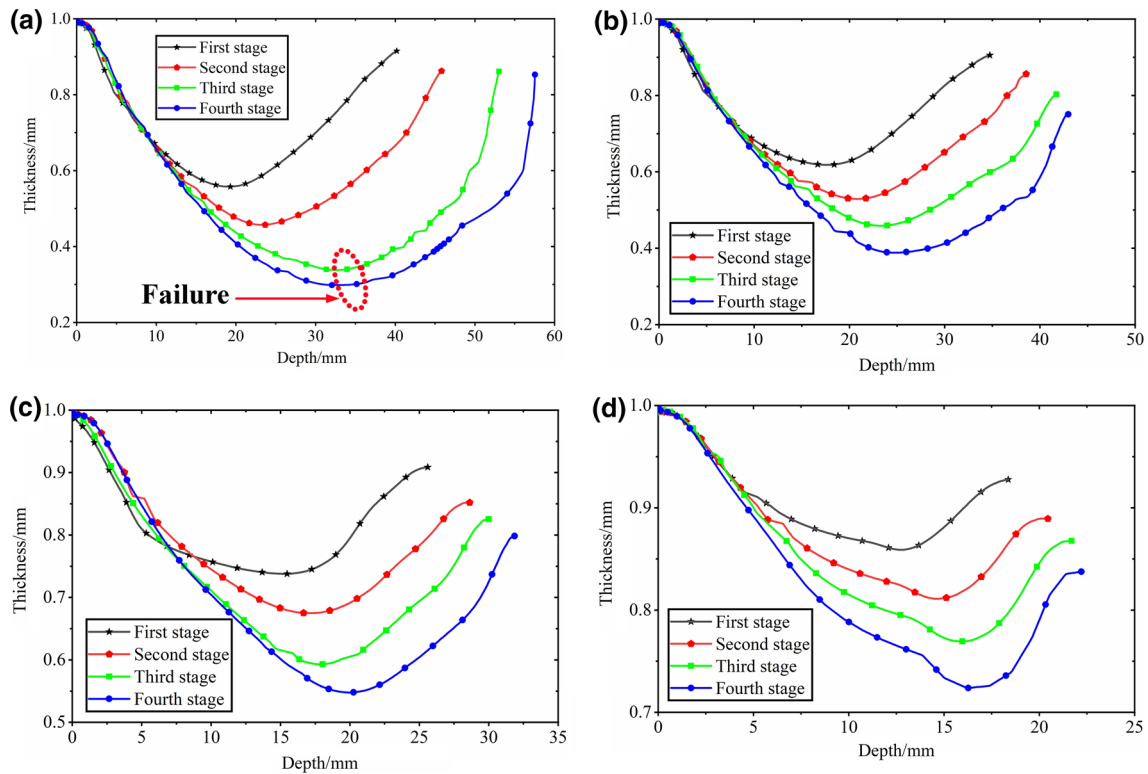 (a)
1.0
0.8
0.6
0.4
0.2
Thickness/mm
First stage
Second stage
Third stage
Fourth stage
Failure
0 10 20 30 40 50 60
Depth/mm
(b)
1.0
0.8
0.6
0.4
0.2
Thickness/mm
First stage
Second stage
Third stage
Fourth stage
0 10 20 30 40 50
Depth/mm
(c)
1.0
0.9
0.8
0.7
0.6
0.5
Thickness/mm
First stage
Second stage
Third stage
Fourth stage
0 5 10 15 20 25 30 35
Depth/mm
(d)
1.0
0.9
0.8
0.7
Thickness/mm
First stage
Second stage
Third stage
Fourth stage
0 5 10 15 20 25
Depth/mm